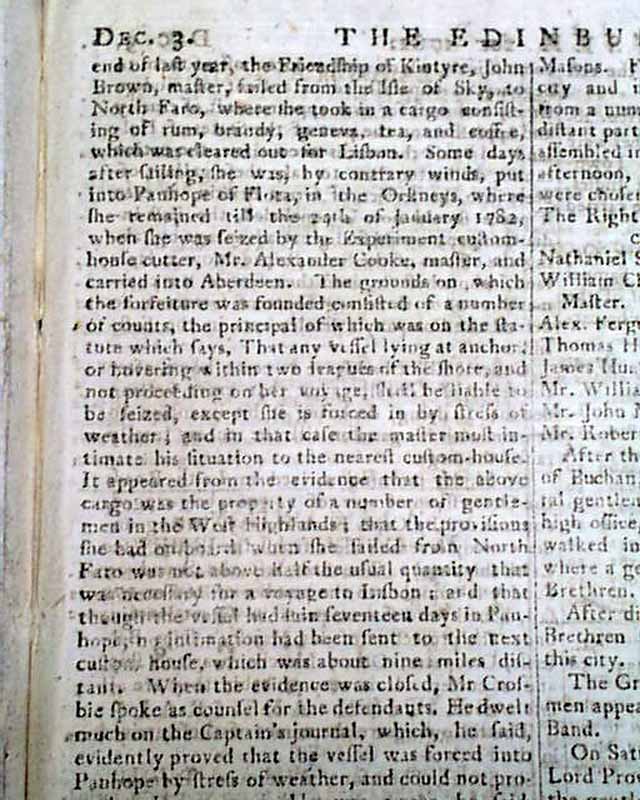 DEC. 3.
THE EDINBU
end of last year, the Friendship of Kintyre, John
Brown, master, ſailed from the Iſle of Sky, to
North Faro, where ſhe took in a cargo conſiſt-
ing of rum, brandy, geneva, tea, and coffee,
which was cleared out for Liſbon. Some days
after ſailing, ſhe was, by contrary winds, put
into Panhope of Flota, in the Orkneys, where
ſhe remained till the 29th of January 1782,
when ſhe was ſeized by the Experiment cuſtom-
houſe cutter, Mr. Alexander Cooke, maſter, and
carried into Aberdeen. The grounds on which
the forfeiture was founded conſiſted of a number
of counts, the principal of which was on the ſta-
tute which ſays, That any veſſel lying at anchor,
or hovering within two leagues of the ſhore, and
not proceeding on her voyage, ſhall be liable to
be ſeized, except ſhe is forced in by ſtreſs of
weather; and in that caſe the maſter muſt in-
timate his ſituation to the neareſt cuſtom-houſe.
It appeared from the evidence that the above
cargo was the property of a number of gentle-
men in the Weſt Highlands; that the proviſions
ſhe had on board when ſhe ſailed from North
Faro was not above half the uſual quantity that
was neceſſary for a voyage to Liſbon; and that
though the veſſel had lain ſeventeen days in Pan-
hope, no intimation had been ſent to the next
cuſtom houſe, which was about nine miles diſ-
tant. When the evidence was cloſed, Mr Croſ-
bie ſpoke as counſel for the defendants. He dwelt
much on the Captain's journal, which, he ſaid,
evidently proved that the veſſel was forced into
Panhope by ſtreſs of weather, and could not pro-
Maſons.
city and
from a num
diſtant part
aſſembled in
afternoon,
were choſen
The Right
Nathaniel S
William C
Maſter.
Alex. Fergu
Thomas H
James Hu
Mr. Willia
Mr. John
Mr. Rober
After th
of Buchan,
ral gentle
high office,
walked in
where a
Brethren.
After di
Brethren
this city.
The Gr
men appea
Band.
On Sat
Lord Prov